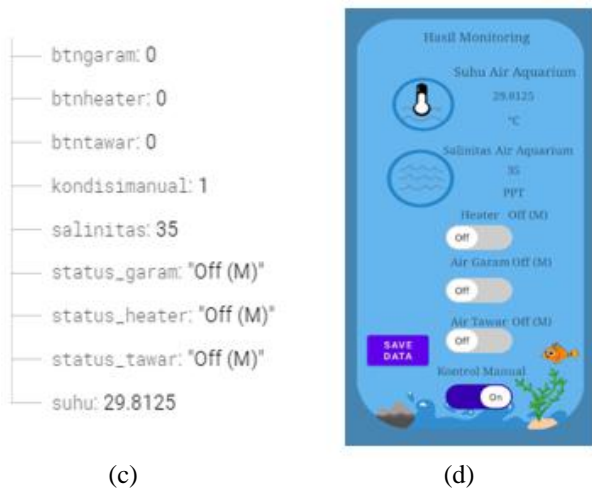 btngaram: 0
btnheater: 0
btntawar: 0
kondisimanual: 1
salinitas: 35
status_garam: "Off (M)"
status_heater: "Off (M)"
status_tawar: "Off (M)"
suhu: 29.8125
(c)
Hasil Monitoring
Suhu Air Aquarium
29.8125
°C
Salinitas Air Aquarium
35
PPT
Heater Off (M)
Off
Air Garam Off (M)
Off
Air Tawar Off (M)
Off
SAVE
DATA
Kontrol Manual
On
(d)